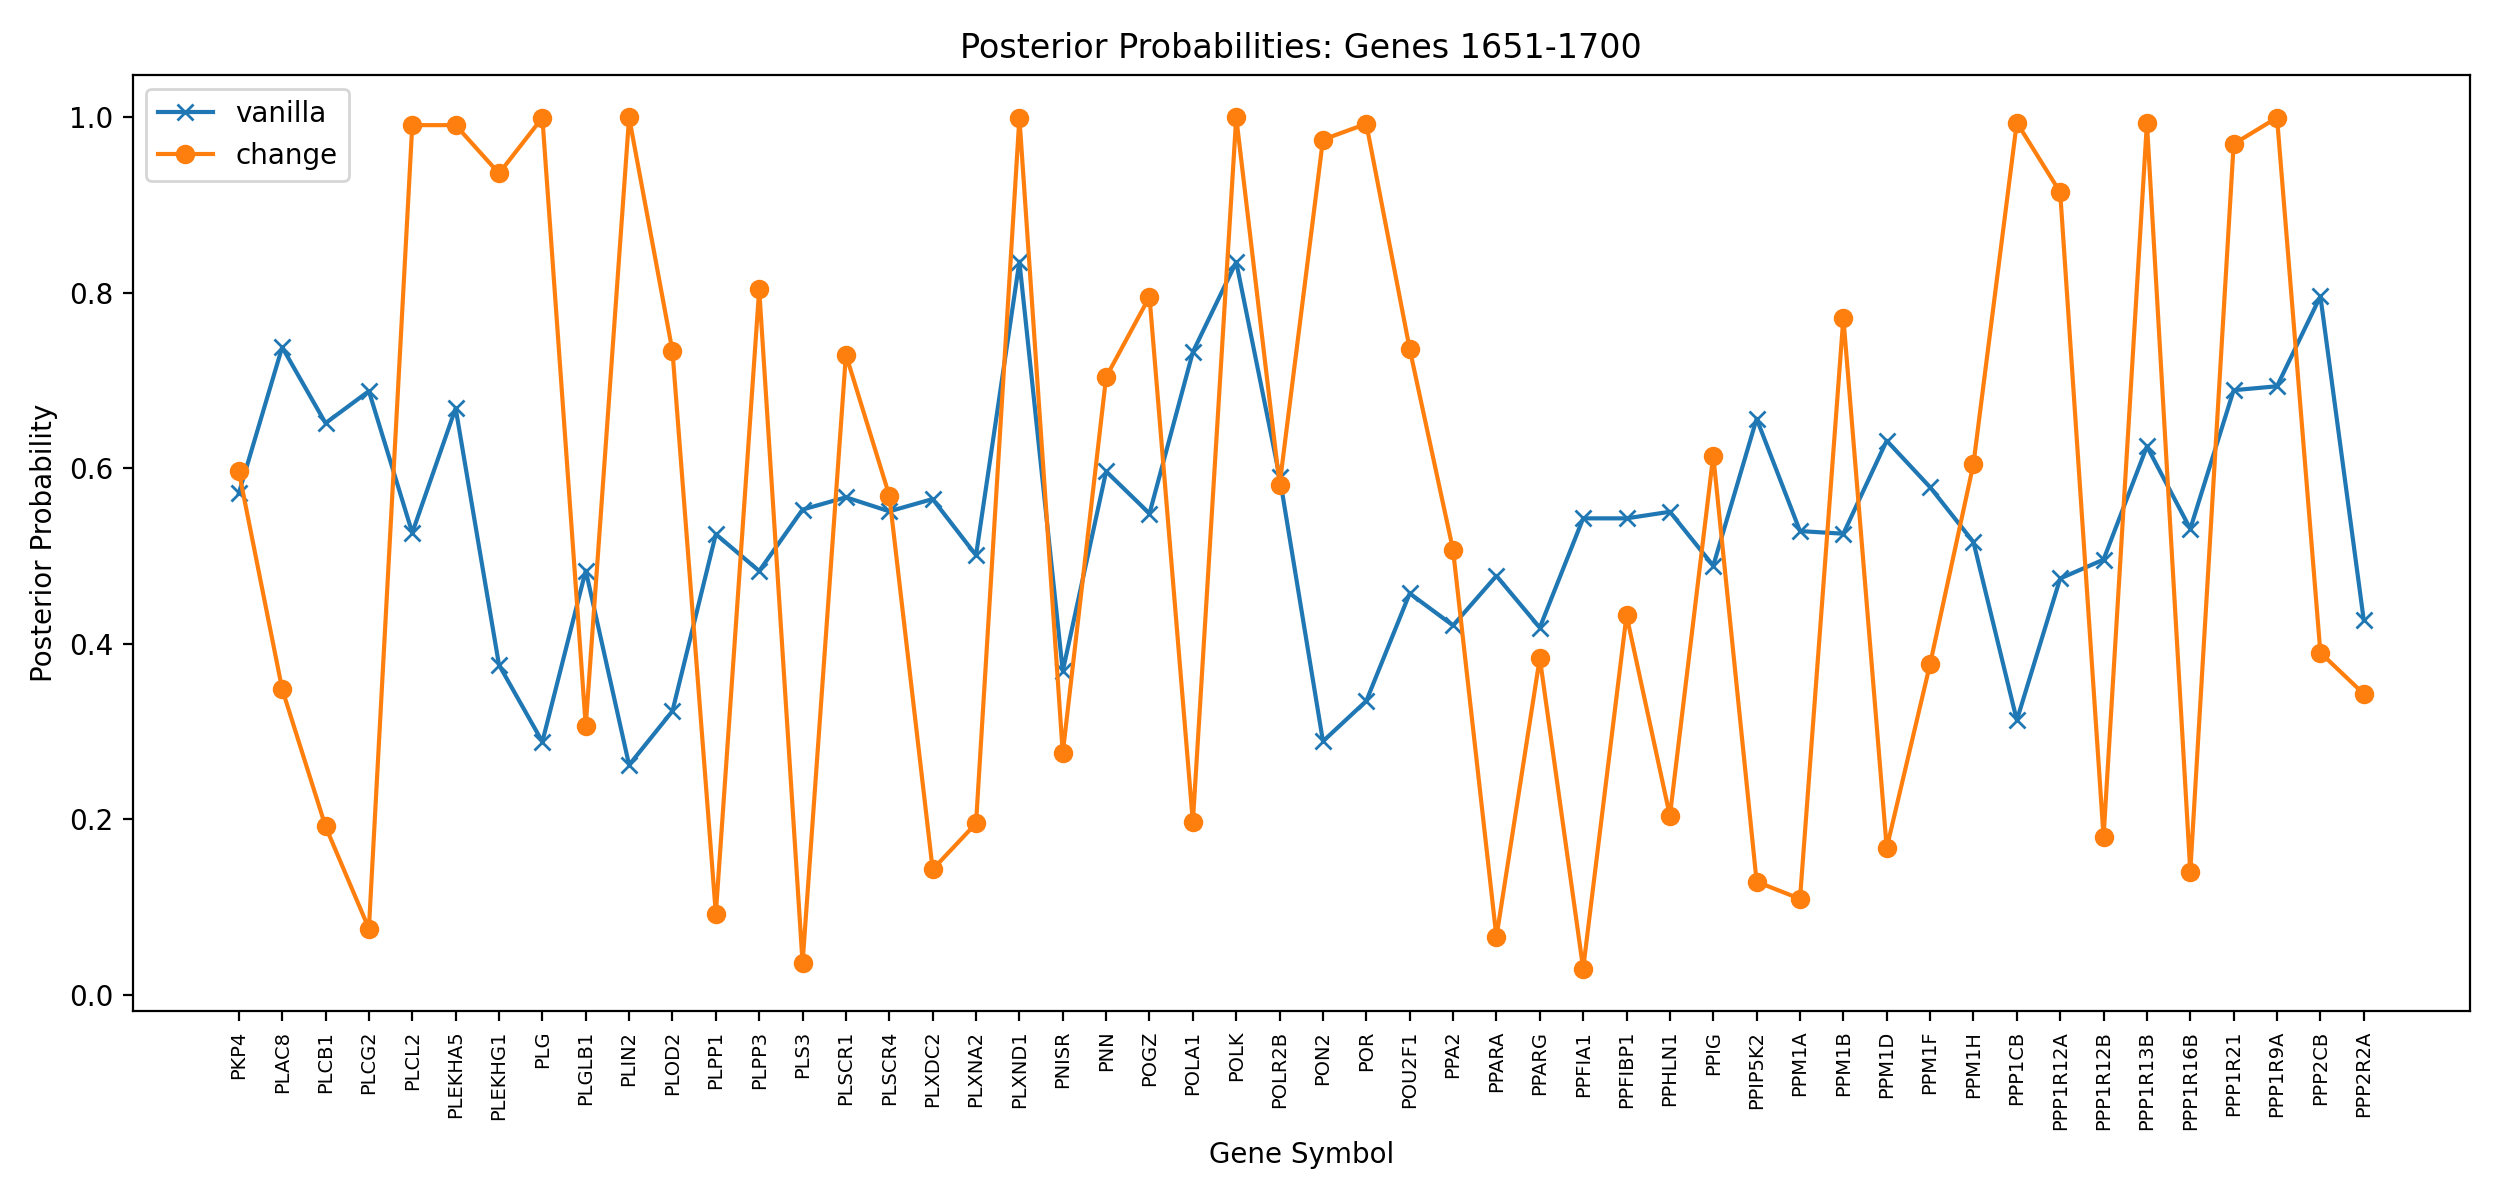 Posterior Probabilities: Genes 1651-1700
vanilla
change
Posterior Probability
1.0
0.8
0.6
0.4
0.2
0.0
PKP4
PLAC8
PLCB1
PLCG2
PLCL2
PLEKHA5
PLEKHG1
PLG
PLGLB1
PLIN2
PLOD2
PLPP1
PLPP3
PLS3
PLSCR1
PLSCR4
PLXDC2
PLXNA2
PLXND1
PNISR
PNN
POGZ
POLA1
POLK
POLR2B
PON2
POR
POU2F1
PPA2
PPARA
PPARG
PPFIA1
PPFIBP1
PPHLN1
PPIG
PPIP5K2
PPM1A
PPM1B
PPM1D
PPM1F
PPM1H
PPP1CB
PPP1R12A
PPP1R12B
PPP1R13B
PPP1R16B
PPP1R21
PPP1R9A
PPP2CB
PPP2R2A
Gene Symbol